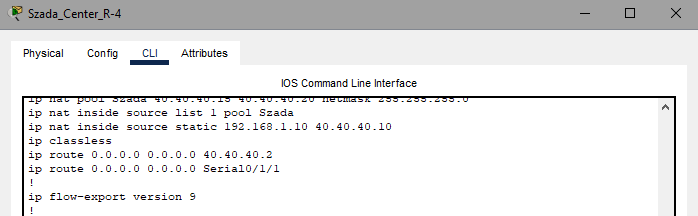 Szada_Center_R-4
Physical Config CLI Attributes
IOS Command Line Interface
ip nat pool Szada 40.40.40.15 40.40.40.20 netmask 255.255.255.0
ip nat inside source list 1 pool Szada
ip nat inside source static 192.168.1.10 40.40.40.10
ip classless
ip route 0.0.0.0 0.0.0.0 40.40.40.2
ip route 0.0.0.0 0.0.0.0 Serial0/1/1
!
ip flow-export version 9
!